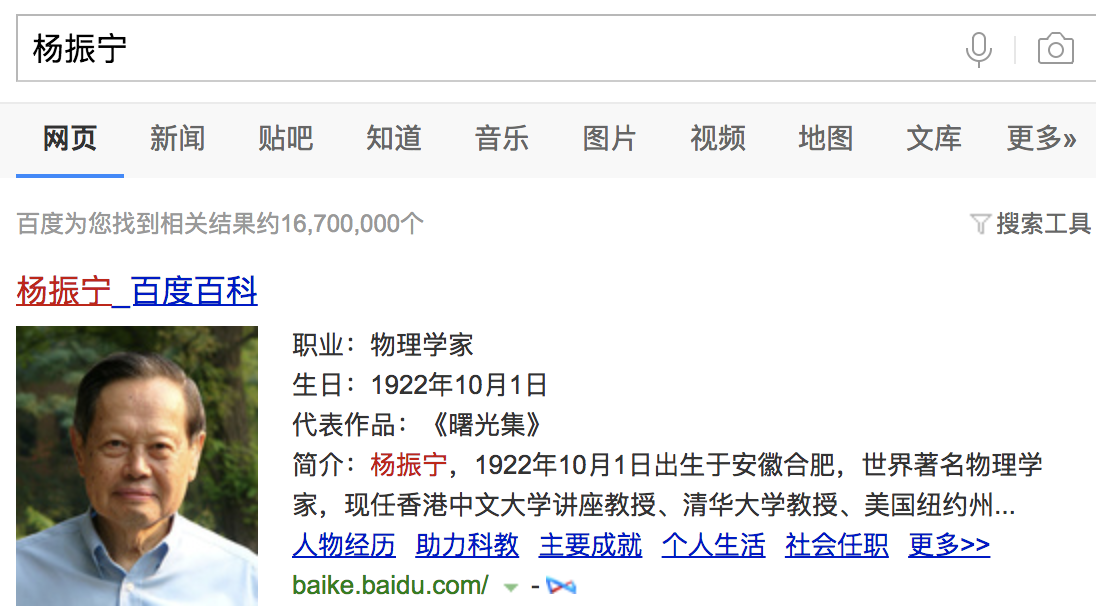 杨振宁
网页 新闻 贴吧 知道 音乐 图片 视频 地图 文库 更多»
百度为您找到相关结果约16,700,000个 搜索工具
杨振宁_百度百科
职业：物理学家
生日：1922年10月1日
代表作品：《曙光集》
简介：杨振宁，1922年10月1日出生于安徽合肥，世界著名物理学
家，现任香港中文大学讲座教授、清华大学教授、美国纽约州...
人物经历 助力科教 主要成就 个人生活 社会任职 更多>>
baike.baidu.com/ -